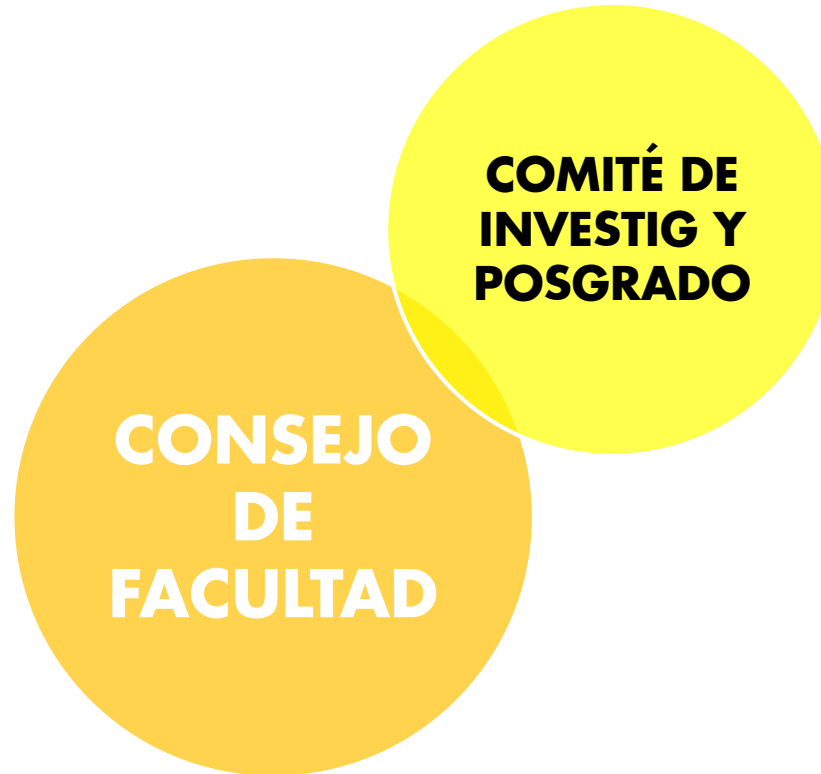 COMITÉ DE
INVESTIG Y
POSGRADO
CONSEJO
DE
FACULTAD